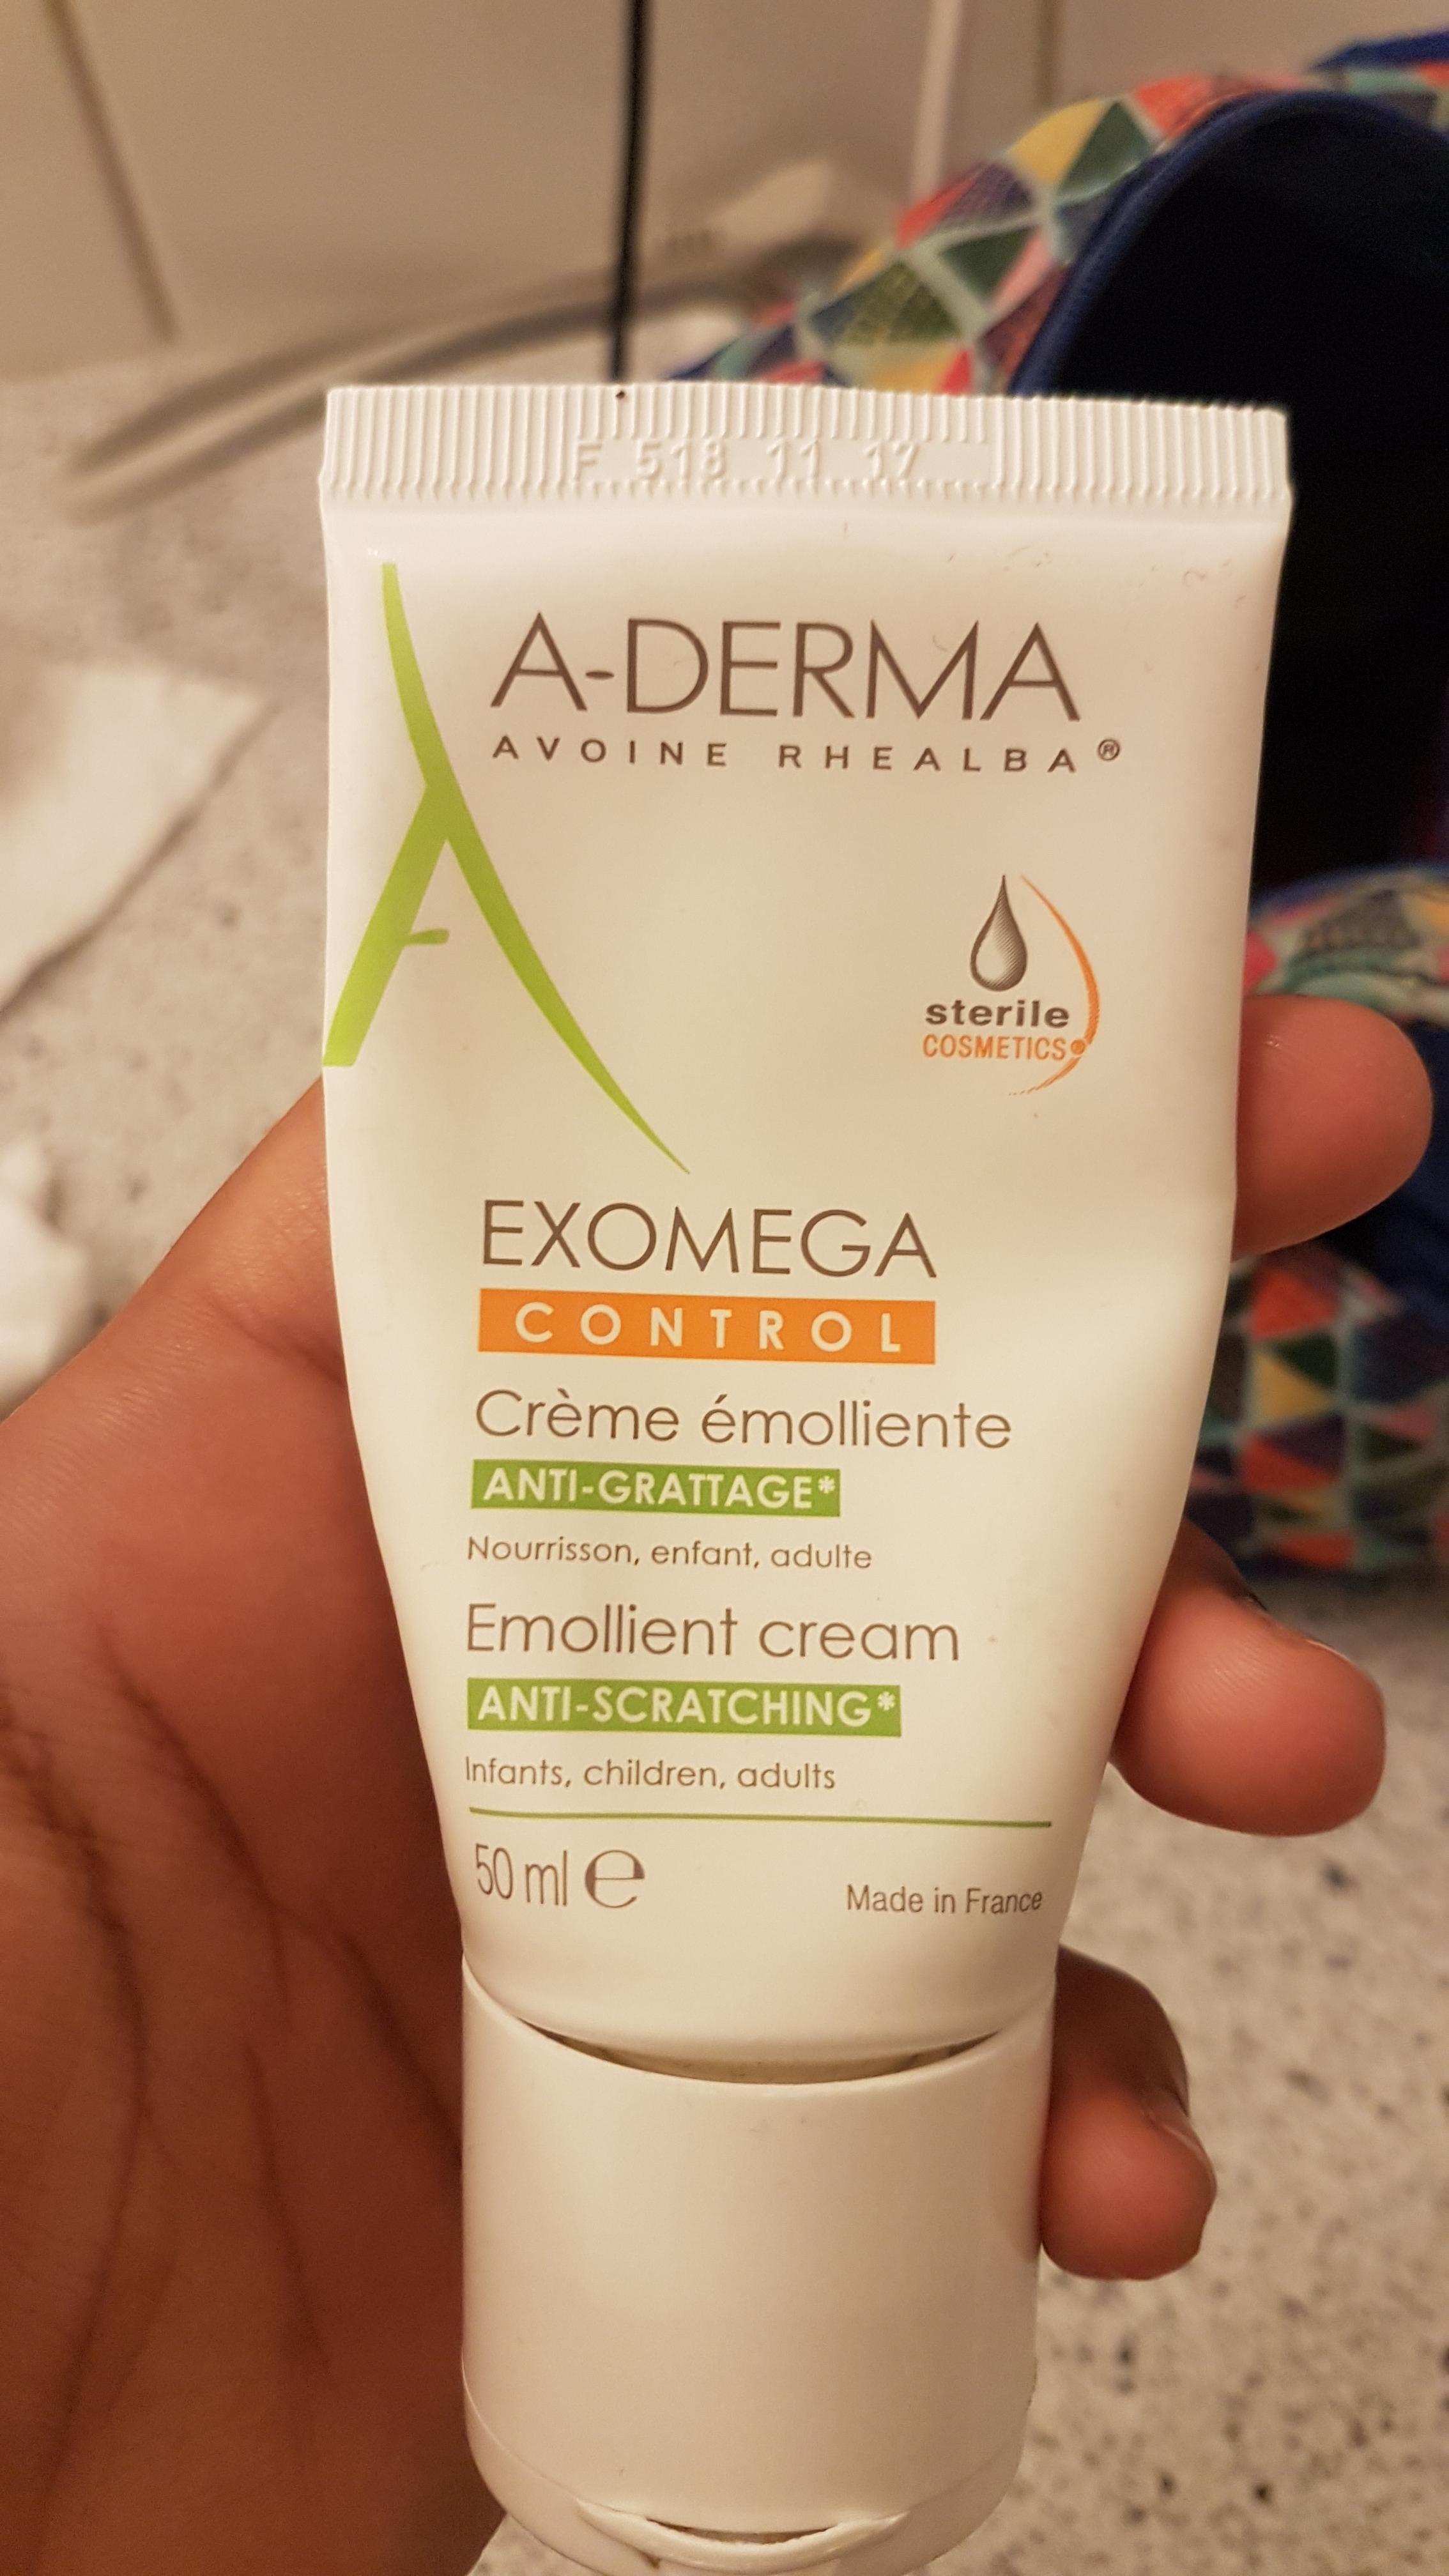 F 518 11 17
A-DERMA
AVOINE RHEALBA®
sterile
COSMETICS
EXOMEGA
CONTROL
Crème émolliente
ANTI-GRATTAGE*
Nourrisson, enfant, adulte
Emollient cream
ANTI-SCRATCHING*
Infants, children, adults
50 ml e
Made in France